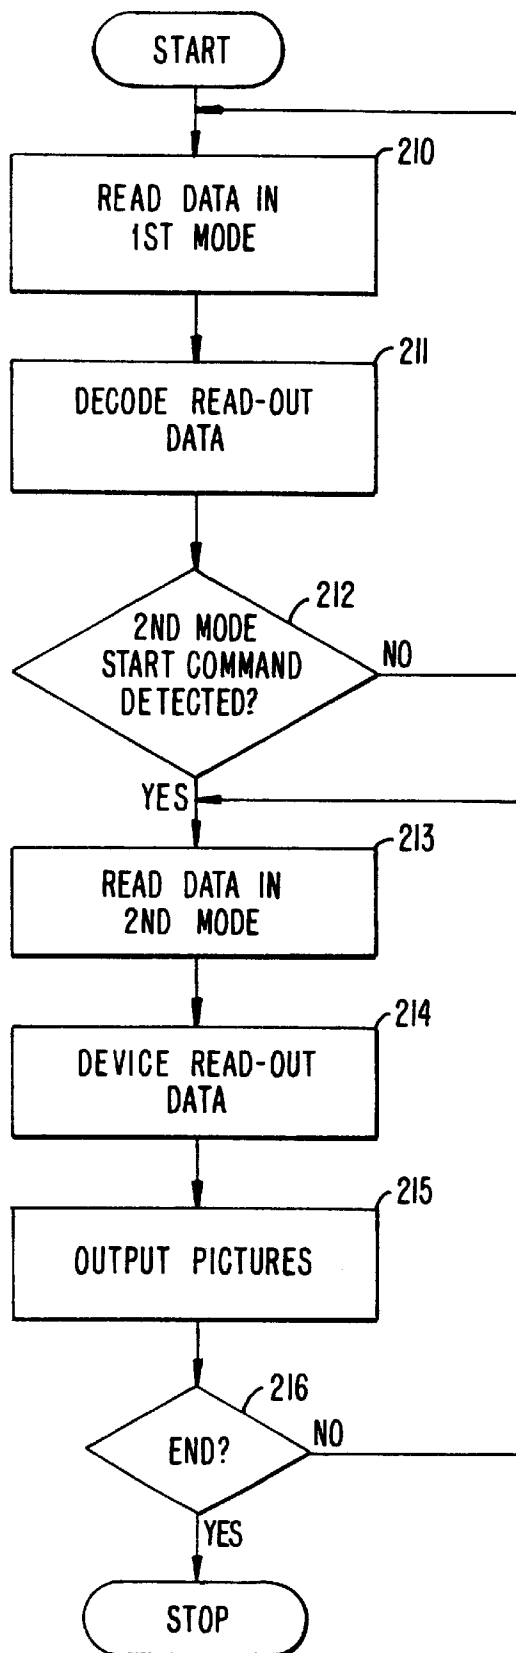 START
210
READ DATA IN
1ST MODE
211
DECODE READ-OUT
DATA
212
2ND MODE
START COMMAND
DETECTED?
NO
YES
213
READ DATA IN
2ND MODE
214
DEVICE READ-OUT
DATA
215
OUTPUT PICTURES
216
END?
NO
YES
STOP